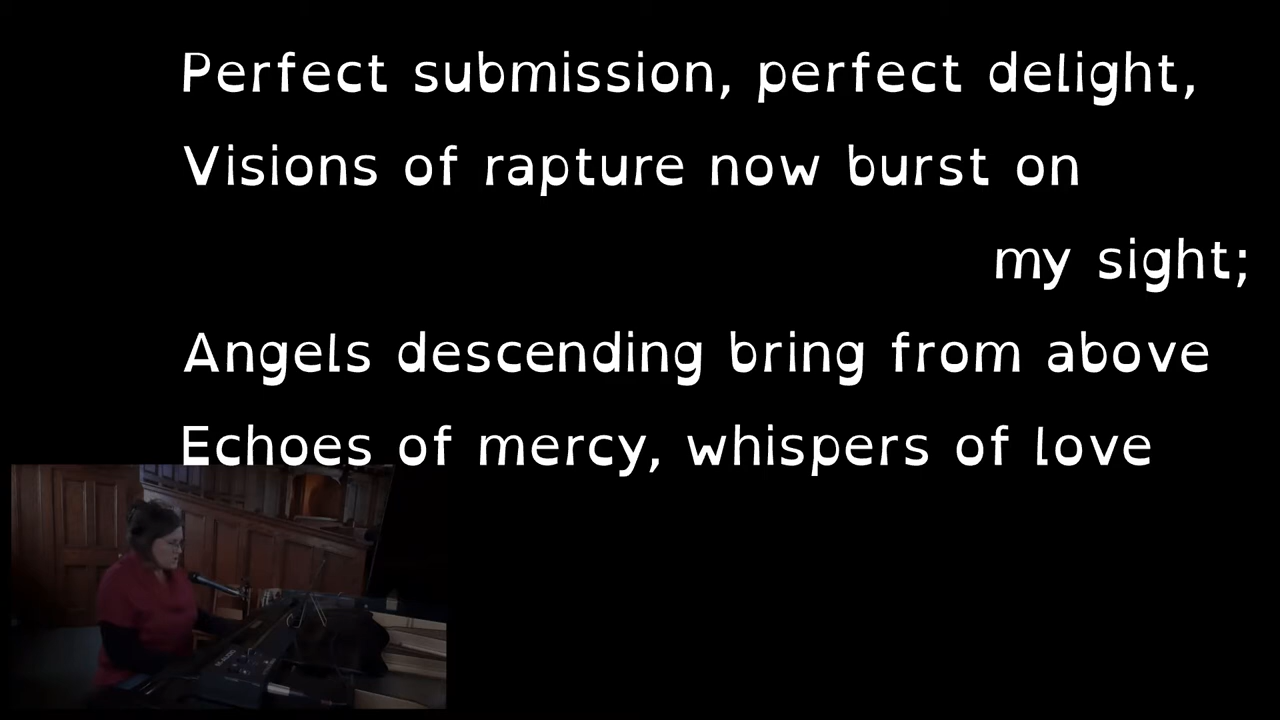 Perfect submission, perfect delight,
Visions of rapture now burst on
my sight;
Angels descending bring from above
Echoes of mercy, whispers of love